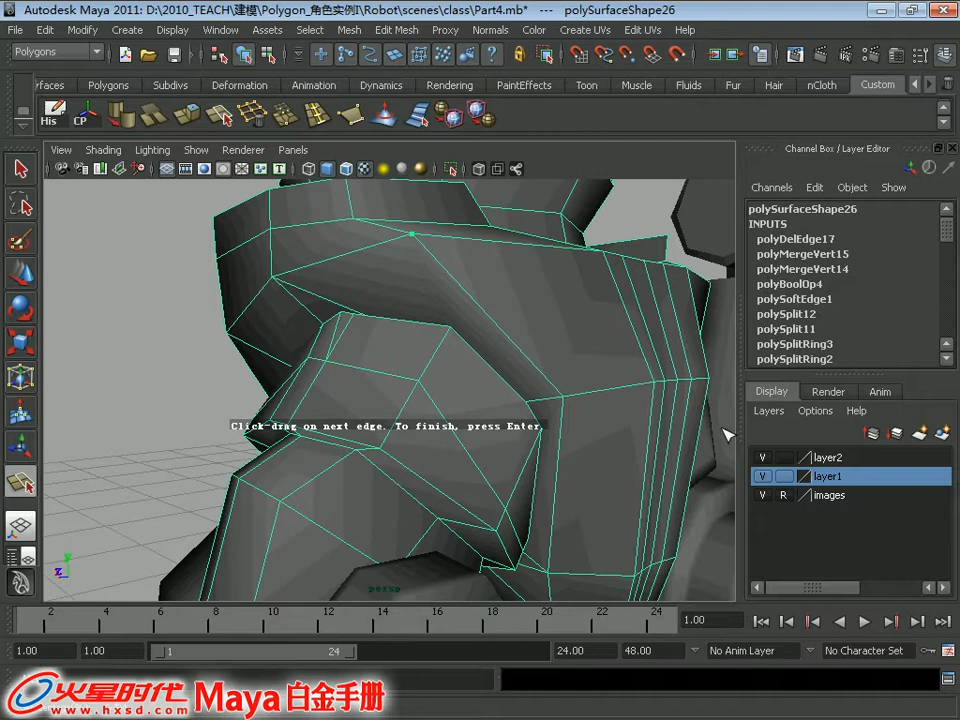 Autodesk Maya 2011: D:\2010_TEACH\建模\Polygon_角色实例\Robot\scenes\class\Part4.mb* --- polySurfaceShape26
File Edit Modify Create Display Window Assets Select Mesh Edit Mesh Proxy Normals Color Create UVs Edit UVs Help
Polygons
urfaces Polygons Subdivs Deformation Animation Dynamics Rendering PaintEffects Toon Muscle Fluids Fur Hair nCloth Custom
His CP
View Shading Lighting Show Renderer Panels
Channel Box / Layer Editor
Channels Edit Object Show
polySurfaceShape26
INPUTS
polyDelEdge17
polyMergeVert15
polyMergeVert14
polyBoolOp4
polySoftEdge1
polySplit12
polySplit11
polySplitRing3
polySplitRing2
Display Render Anim
Layers Options Help
V layer2
V layer1
V R images
Click-drag on next edge. To finish, press Enter.
y
z
persp
2 4 6 8 10 12 14 16 18 20 22 24 1.00
1.00 1.00 1 24 24.00 48.00 No Anim Layer No Character Set
火星时代 Maya 白金手册
www.hxsd.com